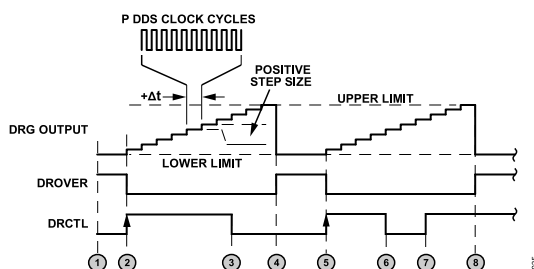 P DDS CLOCK CYCLES
+Δt
POSITIVE
STEP SIZE
UPPER LIMIT
DRG OUTPUT
LOWER LIMIT
DROVER
DRCTL
1 2 3 4 5 6 7 8